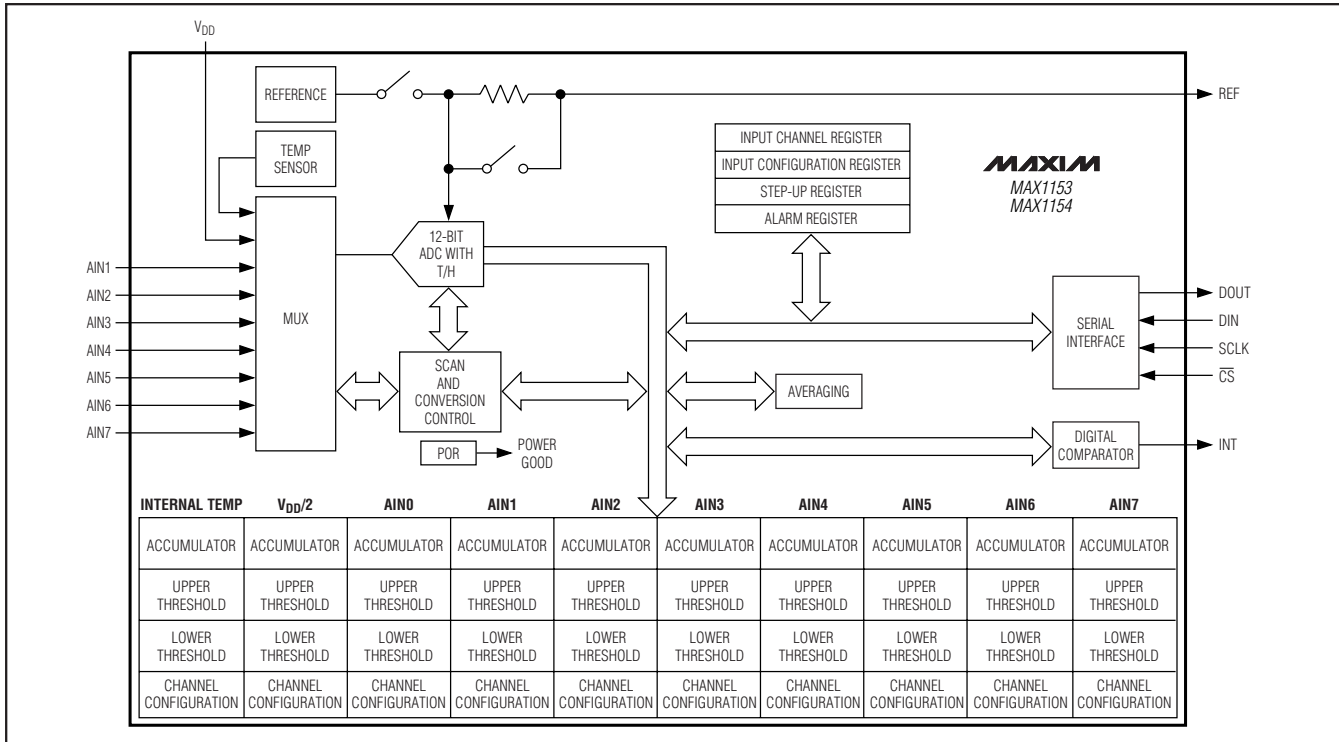 VDD
REFERENCE
REF
TEMP
SENSOR
INPUT CHANNEL REGISTER
INPUT CONFIGURATION REGISTER
STEP-UP REGISTER
ALARM REGISTER
MAXIM
MAX1153
MAX1154
12-BIT
ADC WITH
T/H
MUX
AIN1
AIN2
AIN3
AIN4
AIN5
AIN6
AIN7
SERIAL
INTERFACE
DOUT
DIN
SCLK
CS
SCAN
AND
CONVERSION
CONTROL
AVERAGING
POR
POWER
GOOD
DIGITAL
COMPARATOR
INT
INTERNAL TEMP VDD/2 AIN0 AIN1 AIN2 AIN3 AIN4 AIN5 AIN6 AIN7
ACCUMULATOR ACCUMULATOR ACCUMULATOR ACCUMULATOR ACCUMULATOR ACCUMULATOR ACCUMULATOR ACCUMULATOR ACCUMULATOR ACCUMULATOR
UPPER UPPER UPPER UPPER UPPER UPPER UPPER UPPER UPPER UPPER
THRESHOLD THRESHOLD THRESHOLD THRESHOLD THRESHOLD THRESHOLD THRESHOLD THRESHOLD THRESHOLD THRESHOLD
LOWER LOWER LOWER LOWER LOWER LOWER LOWER LOWER LOWER LOWER
THRESHOLD THRESHOLD THRESHOLD THRESHOLD THRESHOLD THRESHOLD THRESHOLD THRESHOLD THRESHOLD THRESHOLD
CHANNEL CHANNEL CHANNEL CHANNEL CHANNEL CHANNEL CHANNEL CHANNEL CHANNEL CHANNEL
CONFIGURATION CONFIGURATION CONFIGURATION CONFIGURATION CONFIGURATION CONFIGURATION CONFIGURATION CONFIGURATION CONFIGURATION CONFIGURATION